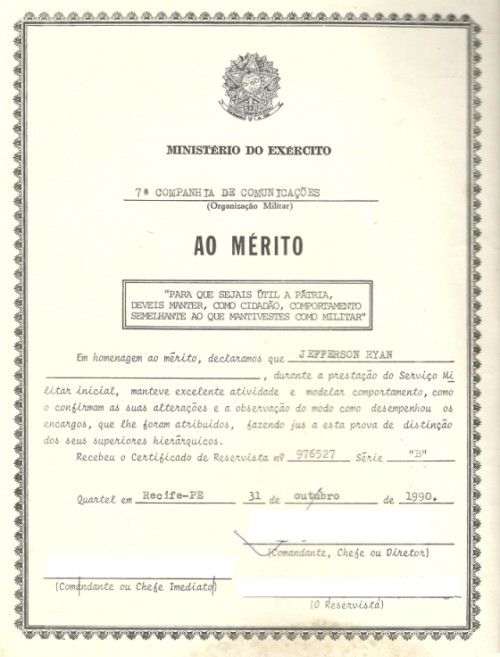 MINISTÉRIO DO EXÉRCITO
7ª COMPANHIA DE COMUNICAÇÕES
(Organização Militar)
AO MÉRITO
"PARA QUE SEJAIS ÚTIL A PÁTRIA,
DEVEIS MANTER, COMO CIDADÃO, COMPORTAMENTO
SEMELHANTE AO QUE MANTIVESTES COMO MILITAR"
Em homenagem ao mérito, declaramos que JEFFERSON RYAN
, durante a prestação do Serviço Mi
litar inicial, manteve excelente atividade e modelar comportamento, como
o confirmam as suas alterações e a observação do modo como desempenhou os
encargos, que lhe foram atribuidos, fazendo jus a esta prova de distinção
dos seus superiores hierárquicos.
Recebeu o Certificado de Reservista nº 976527 Série "B"
Quartel em Recife-PE 31 de outubro de 1990.
(Comandante, Chefe ou Diretor)
(Comandante ou Chefe Imediato)
(O Reservista)